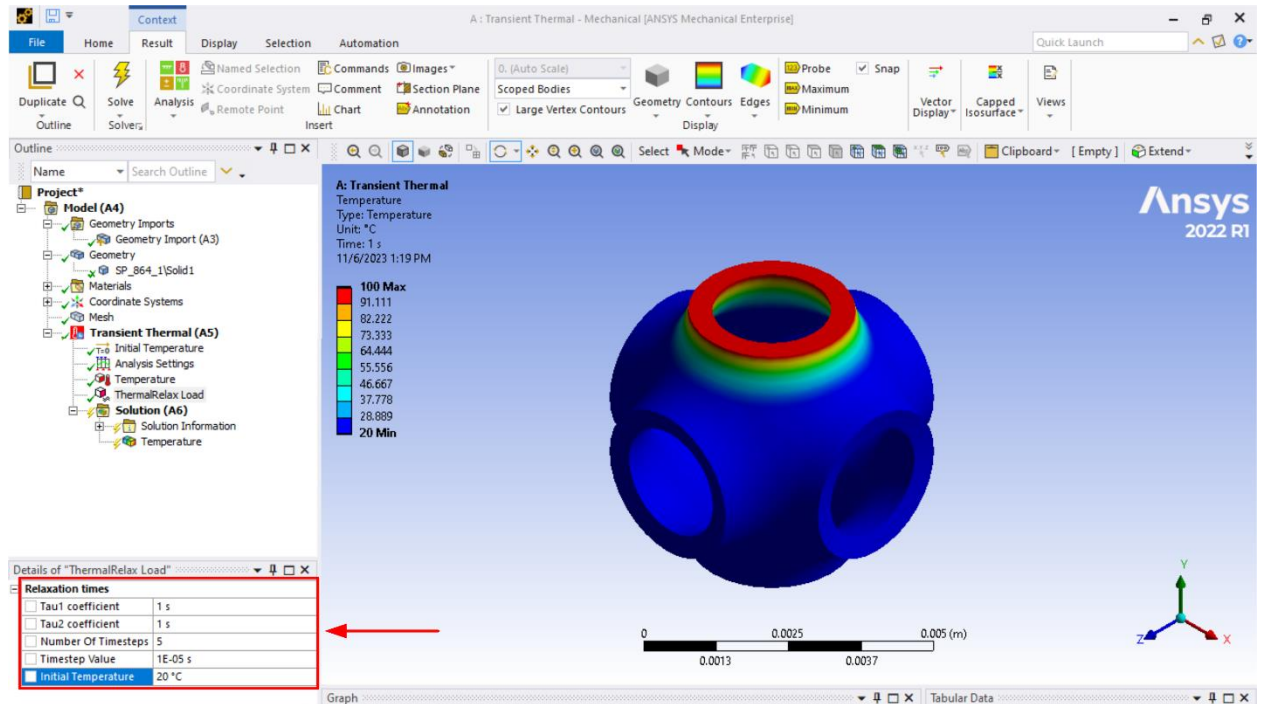 Context
A : Transient Thermal - Mechanical [ANSYS Mechanical Enterprise]
File Home Result Display Selection Automation
Quick Launch
Duplicate
Outline
Solve
Solver
Analysis
Named Selection
Coordinate System
Remote Point
Commands
Comment
Chart
Images
Section Plane
Annotation
Insert
0. (Auto Scale)
Scoped Bodies
Large Vertex Contours
Geometry Contours Edges
Probe
Maximum
Minimum
Snap
Display
Vector Display
Capped Isosurface
Views
Outline
Name Search Outline
Select Mode Clipboard [ Empty ] Extend
Project*
Model (A4)
Geometry Imports
Geometry Import (A3)
Geometry
SP_864_1\Solid1
Materials
Coordinate Systems
Mesh
Transient Thermal (A5)
T=0 Initial Temperature
Analysis Settings
Temperature
ThermalRelax Load
Solution (A6)
Solution Information
Temperature
A: Transient Thermal
Temperature
Type: Temperature
Unit: °C
Time: 1 s
11/6/2023 1:19 PM
100 Max
91.111
82.222
73.333
64.444
55.556
46.667
37.778
28.889
20 Min
Ansys
2022 R1
Details of "ThermalRelax Load"
Relaxation times
Tau1 coefficient 1 s
Tau2 coefficient 1 s
Number Of Timesteps 5
Timestep Value 1E-05 s
Initial Temperature 20 °C
0 0.0025 0.005 (m)
0.0013 0.0037
Y
Z X
Graph
Tabular Data